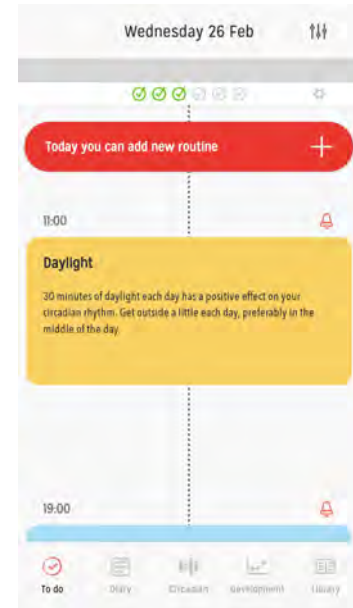 Wednesday 26 Feb
Today you can add new routine
11:00
Daylight
30 minutes of daylight each day has a positive effect on your
circadian rhythm. Get outside a little each day, preferably in the
middle of the day.
19:00
To do Diary Circadian Development Library